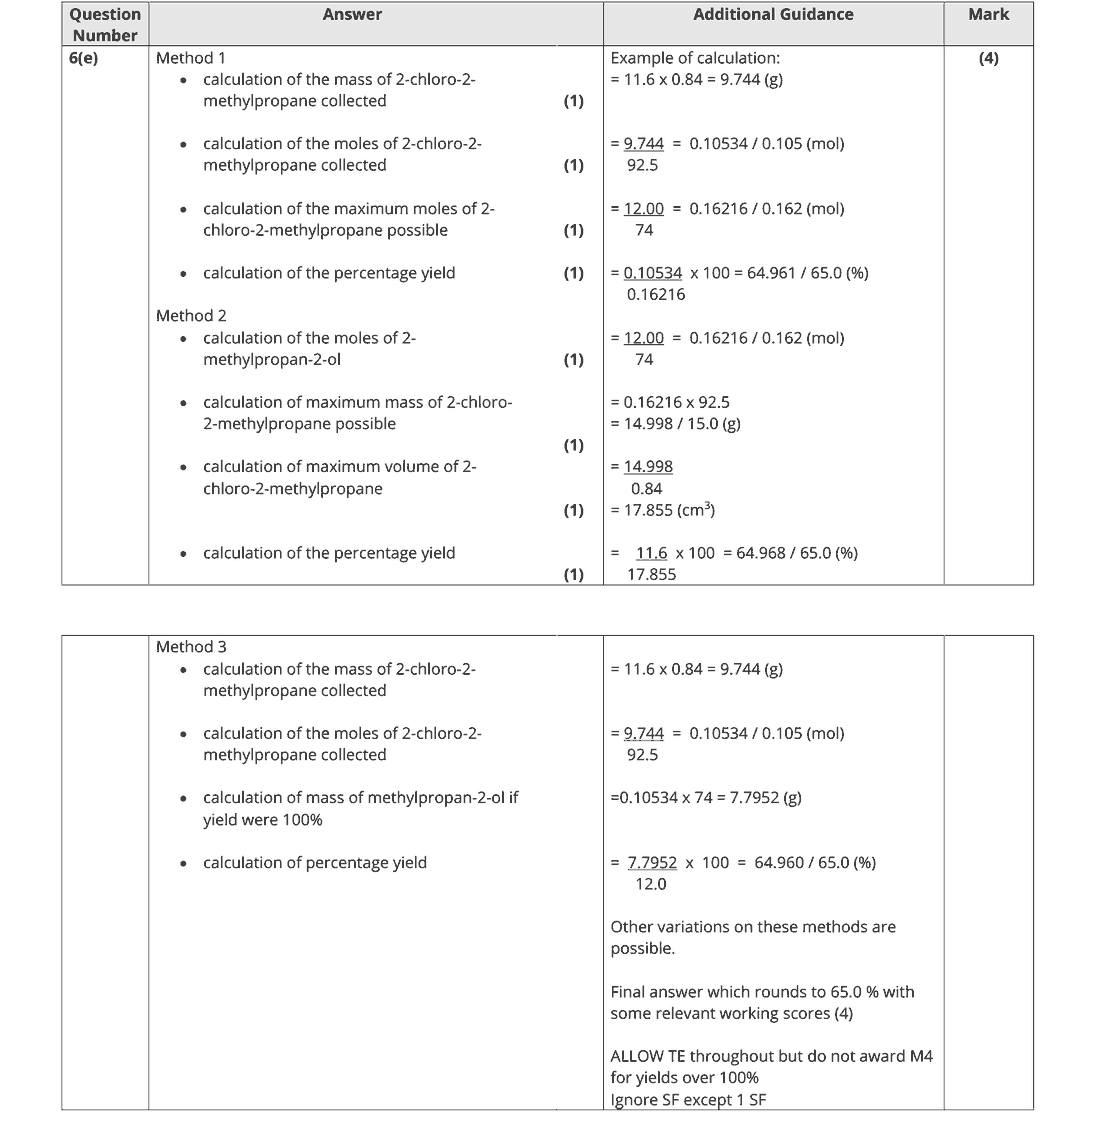 Question Number Answer Additional Guidance Mark
6(e) Method 1 Example of calculation: (4)
• calculation of the mass of 2-chloro-2- = 11.6 x 0.84 = 9.744 (g)
methylpropane collected (1)
• calculation of the moles of 2-chloro-2- = 9.744 = 0.10534 / 0.105 (mol)
methylpropane collected (1) 92.5
• calculation of the maximum moles of 2- = 12.00 = 0.16216 / 0.162 (mol)
chloro-2-methylpropane possible (1) 74
• calculation of the percentage yield (1) = 0.10534 x 100 = 64.961 / 65.0 (%)
0.16216
Method 2
• calculation of the moles of 2- = 12.00 = 0.16216 / 0.162 (mol)
methylpropan-2-ol (1) 74
• calculation of maximum mass of 2-chloro- = 0.16216 x 92.5
2-methylpropane possible = 14.998 / 15.0 (g)
(1)
• calculation of maximum volume of 2- = 14.998
chloro-2-methylpropane 0.84
(1) = 17.855 (cm³)
• calculation of the percentage yield = 11.6 x 100 = 64.968 / 65.0 (%)
(1) 17.855
Method 3
• calculation of the mass of 2-chloro-2- = 11.6 x 0.84 = 9.744 (g)
methylpropane collected
• calculation of the moles of 2-chloro-2- = 9.744 = 0.10534 / 0.105 (mol)
methylpropane collected 92.5
• calculation of mass of methylpropan-2-ol if =0.10534 x 74 = 7.7952 (g)
yield were 100%
• calculation of percentage yield = 7.7952 x 100 = 64.960 / 65.0 (%)
12.0
Other variations on these methods are
possible.
Final answer which rounds to 65.0 % with
some relevant working scores (4)
ALLOW TE throughout but do not award M4
for yields over 100%
Ignore SF except 1 SF